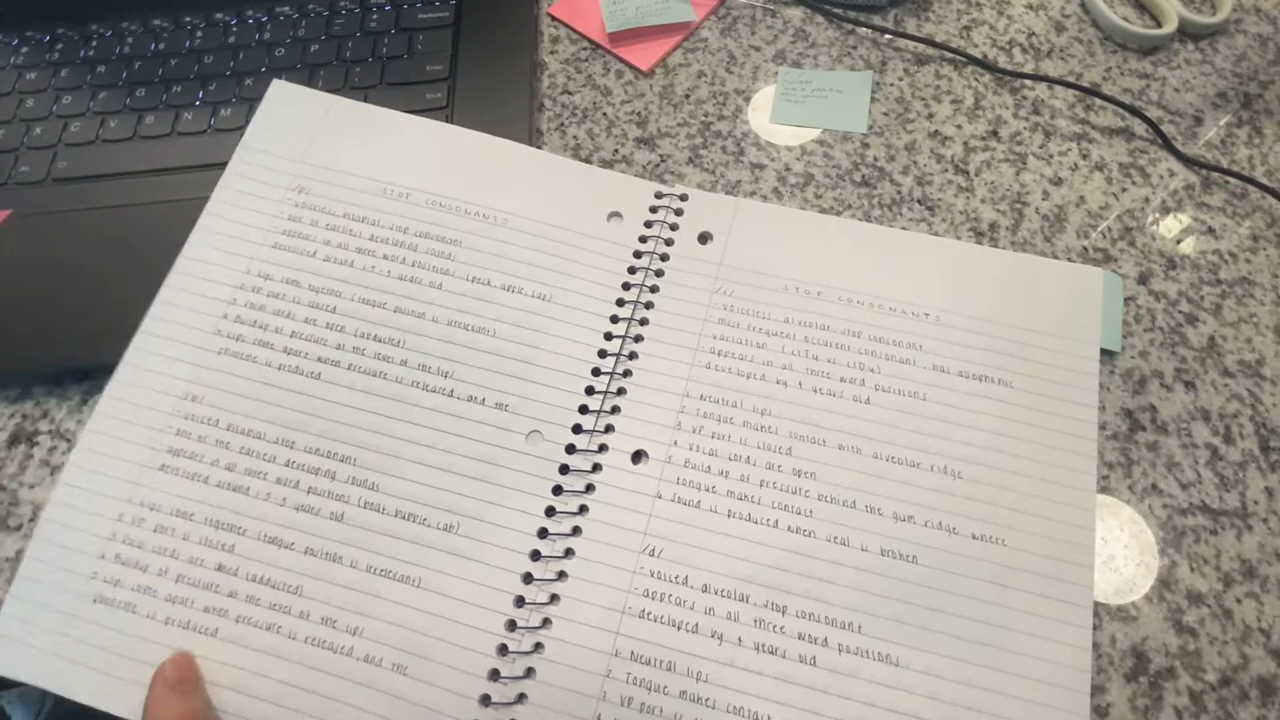 STOP CONSONANTS
/p/
- voiceless, bilabial, stop consonant
- one of earliest developing sounds
- appears in all three word positions (peck, apple, lap)
developed around 1.5-3 years old
1. Lips come together (tongue position is irrelevant)
2. VP port is closed
3. Vocal cords are open (abducted)
4. Buildup of pressure at the level of the lips
5. Lips come apart when pressure is released, and the
phoneme is produced
/b/
- voiced bilabial, stop consonant
- one of the earliest developing sounds
appears in all three word positions (boat, bubble, cab)
developed around 1.5-3 years old
1. Lips come together (tongue position is irrelevant)
2. VP port is closed
3. Vocal cords are closed (adducted)
4. Buildup of pressure at the level of the lips
5. Lips come apart when pressure is released, and the
phoneme is produced
STOP CONSONANTS
/t/
- voiceless, alveolar, stop consonant
- most frequent occurent consonant, has allophonic
variation (ciTy vs ciDy)
appears in all three word positions
- developed by 4 years old
1. Neutral lips
2. Tongue makes contact with alveolar ridge
3. VP port is closed
4. Vocal cords are open
5. Build up of pressure behind the gum ridge where
tongue makes contact
6. Sound is produced when seal is broken
/d/
- voiced, alveolar, stop consonant
- appears in all three word positions
- developed by 4 years old
1. Neutral lips
2. Tongue makes contact
3. VP port is